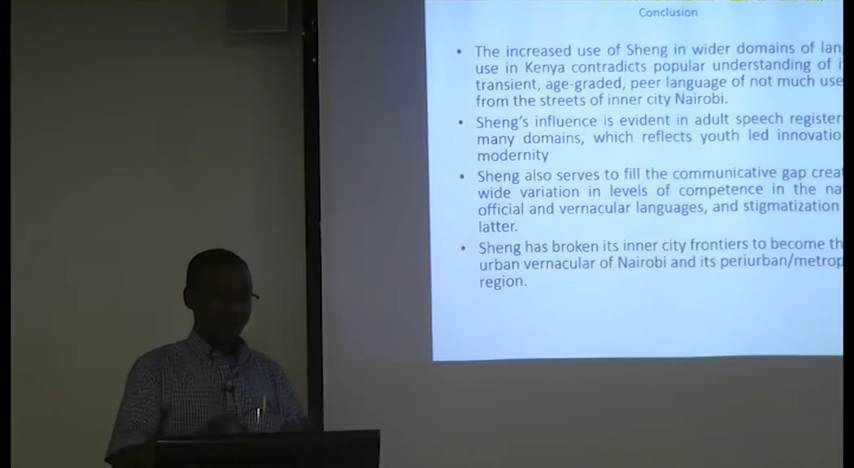 Conclusion
• The increased use of Sheng in wider domains of lan
use in Kenya contradicts popular understanding of i
transient, age-graded, peer language of not much use
from the streets of inner city Nairobi.
• Sheng's influence is evident in adult speech register
many domains, which reflects youth led innovatio
modernity
• Sheng also serves to fill the communicative gap crea
wide variation in levels of competence in the na
official and vernacular languages, and stigmatization
latter.
• Sheng has broken its inner city frontiers to become th
urban vernacular of Nairobi and its periurban/metrop
region.